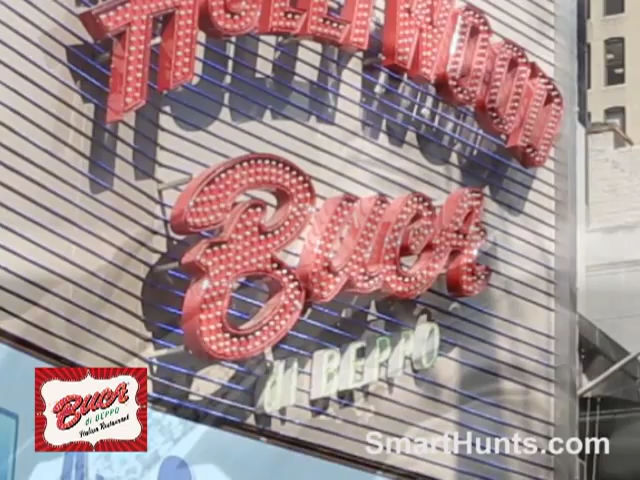 HOLLYWOOD
BUCA
di BEPPO
BUCA
di BEPPO
Italian Restaurant
SmartHunts.com